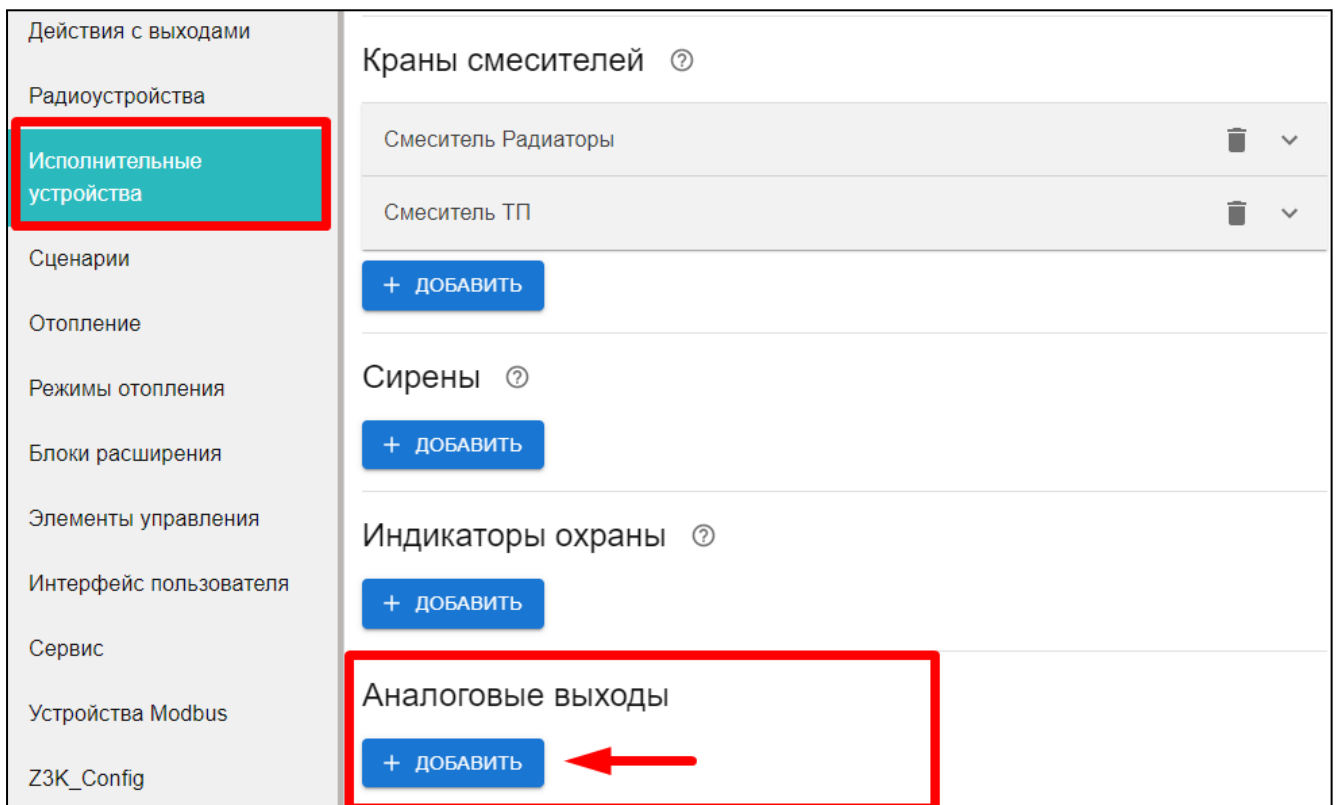 Действия с выходами
Радиоустройства
Исполнительные
устройства
Сценарии
Отопление
Режимы отопления
Блоки расширения
Элементы управления
Интерфейс пользователя
Сервис
Устройства Modbus
Z3K_Config
Краны смесителей ?
Смеситель Радиаторы
Смеситель ТП
+ ДОБАВИТЬ
Сирены ?
+ ДОБАВИТЬ
Индикаторы охраны ?
+ ДОБАВИТЬ
Аналоговые выходы
+ ДОБАВИТЬ